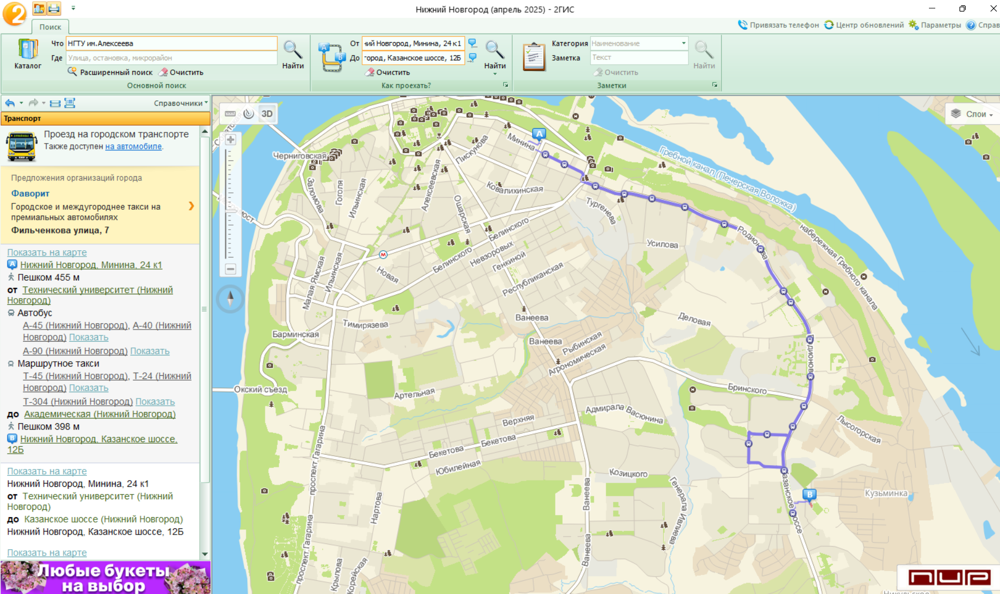 Нижний Новгород (апрель 2025) - 2ГИС
Поиск
Привязать телефон
Центр обновлений
Параметры
Справ
Каталог
Что НГТУ им.Алексеева
Где Улица, остановка, микрорайон
Расширенный поиск
Очистить
Найти
Основной поиск
От ий Новгород, Минина, 24 к1
До ород, Казанское шоссе, 12Б
Очистить
Найти
Как проехать?
Категория Наименование
Заметка Текст
Очистить
Найти
Заметки
Справочники
Транспорт
Проезд на городском транспорте
Также доступен на автомобиле.
Предложения организаций города
Фаворит
Городское и междугороднее такси на
премиальных автомобилях
Фильченкова улица, 7
Показать на карте
A Нижний Новгород, Минина, 24 к1
Пешком 455 м
от Технический университет (Нижний
Новгород)
Автобус
А-45 (Нижний Новгород), А-40 (Нижний
Новгород) Показать
А-90 (Нижний Новгород) Показать
Маршрутное такси
Т-45 (Нижний Новгород), Т-24 (Нижний
Новгород) Показать
Т-304 (Нижний Новгород) Показать
до Академическая (Нижний Новгород)
Пешком 398 м
B Нижний Новгород, Казанское шоссе,
12Б
Показать на карте
Нижний Новгород, Минина, 24 к1
от Технический университет (Нижний
Новгород)
до Казанское шоссе (Нижний Новгород)
Нижний Новгород, Казанское шоссе, 12Б
Показать на карте
Любые букеты
на выбор
3D
Слои
A
Минина
Пискунова
Черниговская
Гребной канал (Печерская Воложка)
Заломова
Гоголя
Ильинская
Алексеевская
Ошарская
Ковалихинская
Тургенева
мост
Белинского
Родионова
набережная Гребного канала
Усилова
М
Белинского
Невзоровых
Генкиной
Новая
Малая Ямская
Ильинская
Республиканская
Ванеева
Деловая
Тимирязева
Барминская
Ванеева
Рыбинская
Агрономическая
Родионова
Окский съезд
Артельная
Бринского
Адмирала Васюнина
Верхняя
Лысогорская
Бекетова
Бекетова
Юбилейная
проспект Гагарина
Козицкого
Генерала Ивлиева
Казанское шоссе
B
Кузьминка
Нартова
Ванеева
проспект Гагарина
Ванеева
Крылова
Корейская
Никульское